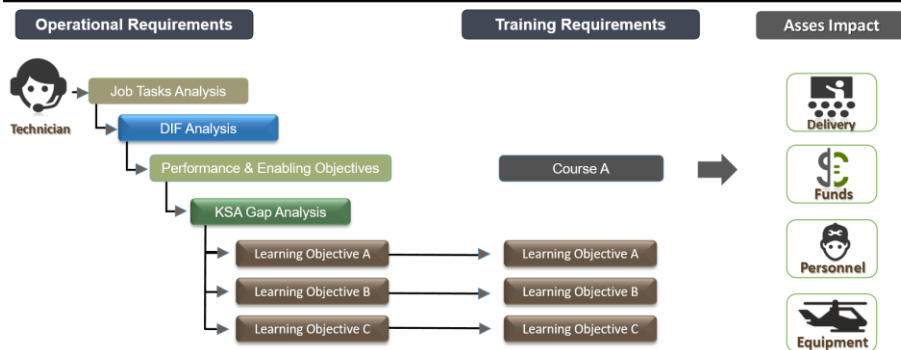 Operational Requirements
Training Requirements
Asses Impact
Technician
Job Tasks Analysis
DIF Analysis
Performance & Enabling Objectives
KSA Gap Analysis
Learning Objective A
Learning Objective B
Learning Objective C
Course A
Learning Objective A
Learning Objective B
Learning Objective C
Delivery
Funds
Personnel
Equipment